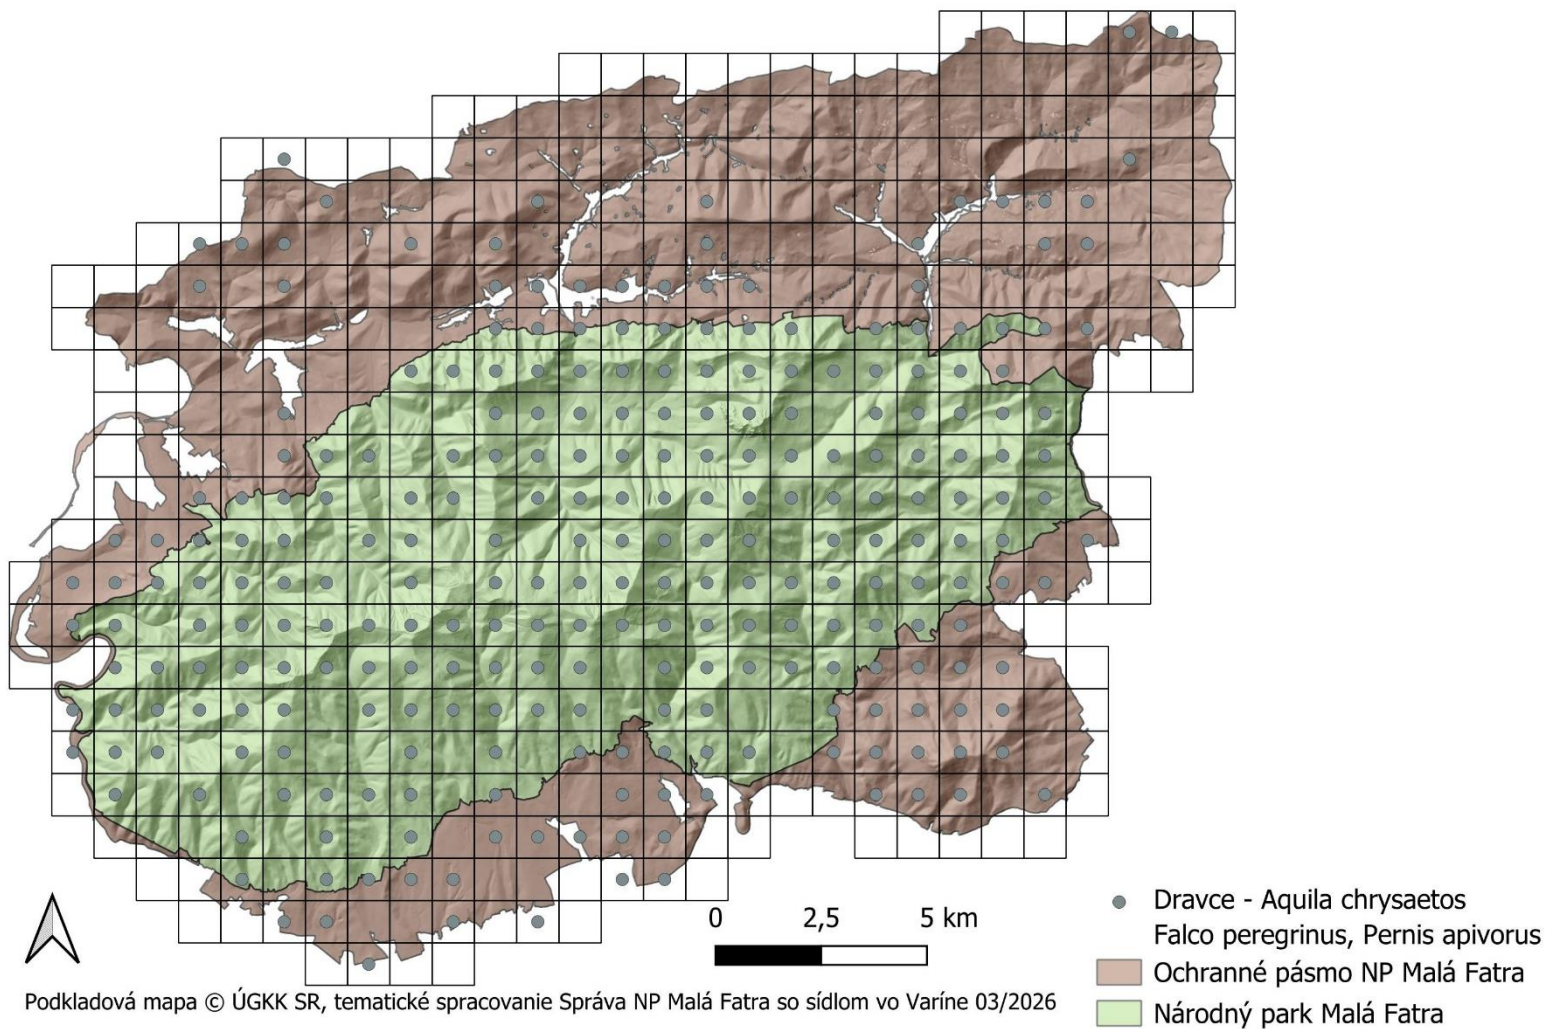 0 2,5 5 km
Dravce - Aquila chrysaetos
Falco peregrinus, Pernis apivorus
Ochranné pásmo NP Malá Fatra
Národný park Malá Fatra
Podkladová mapa © ÚGKK SR, tematické spracovanie Správa NP Malá Fatra so sídlom vo Varíne 03/2026